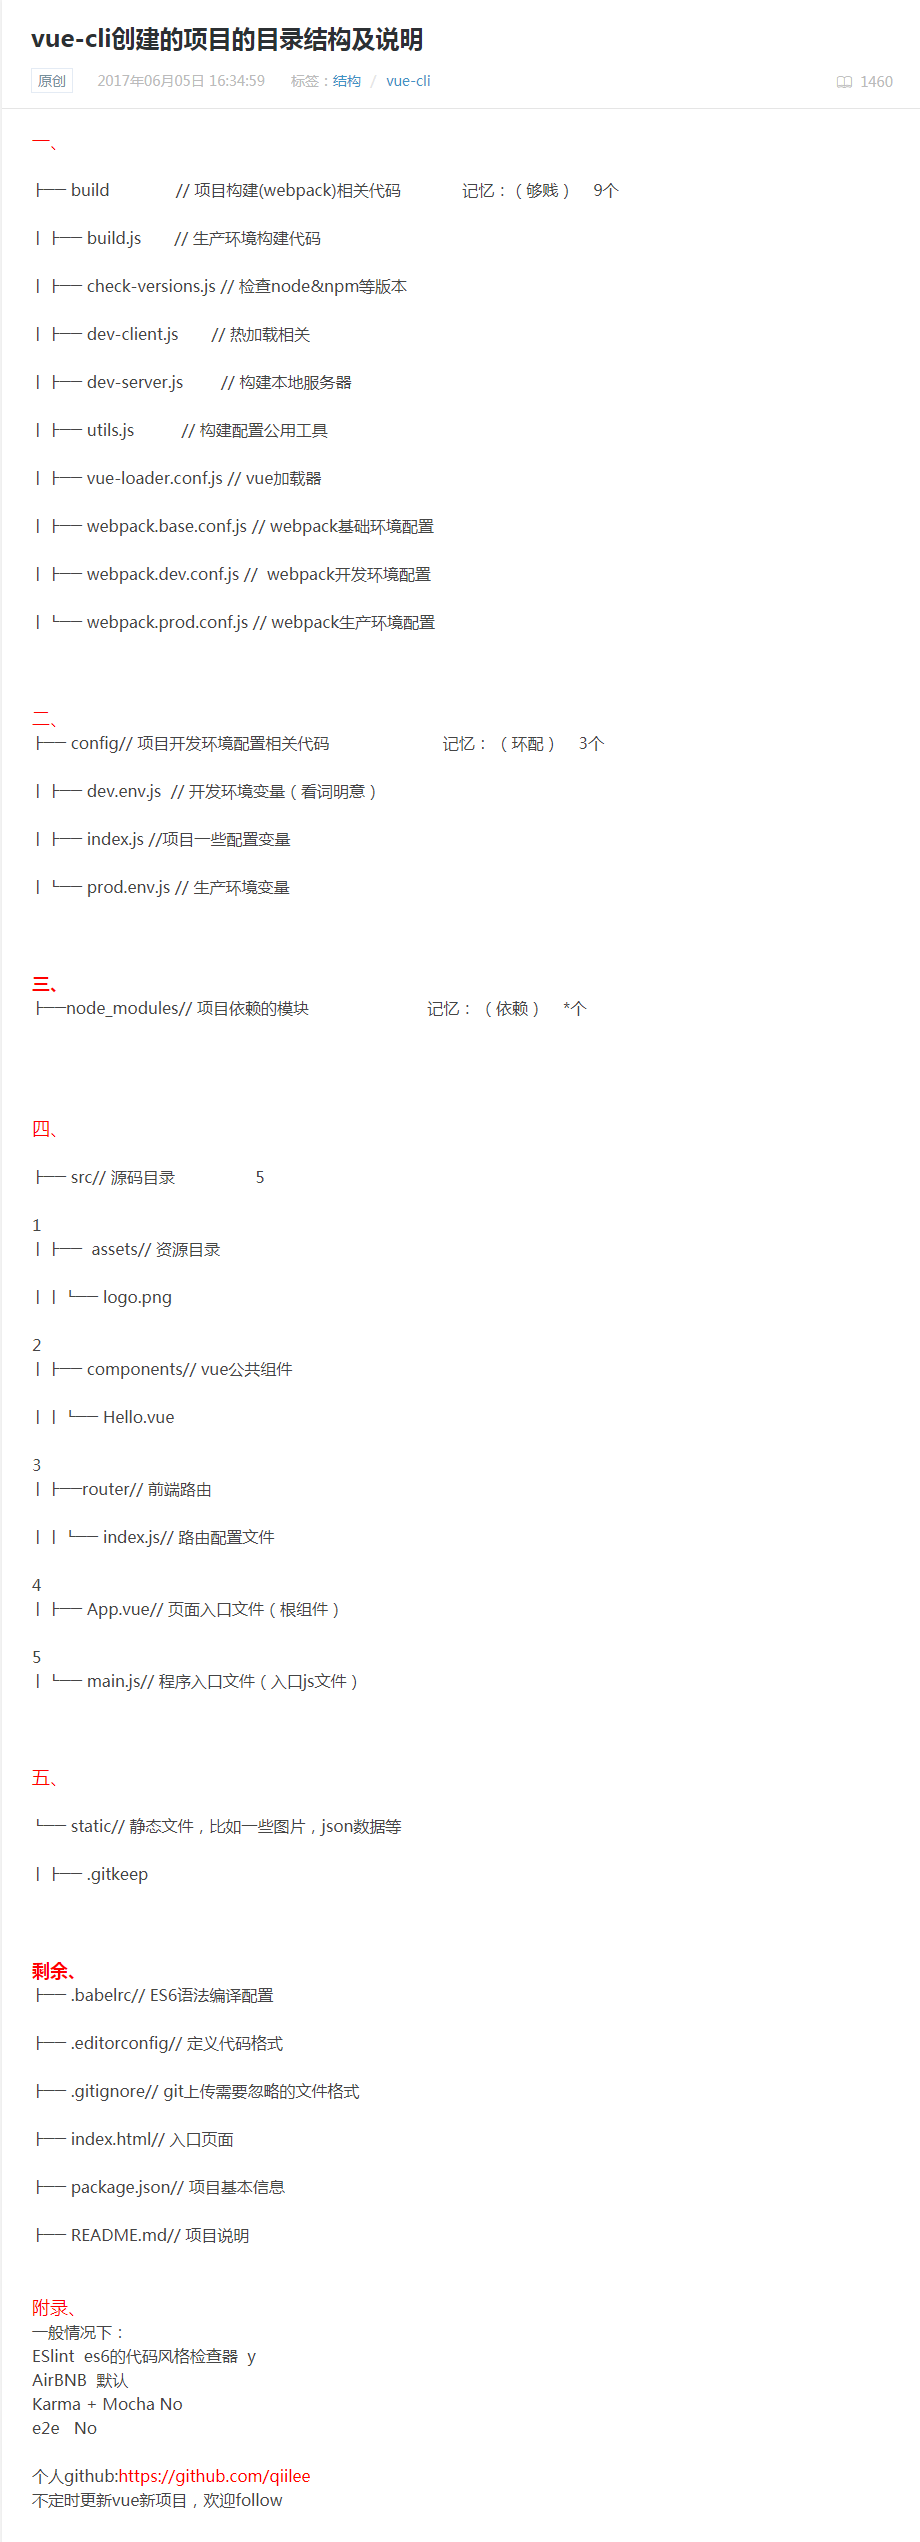 vue-cli创建的项目的目录结构及说明
原创 2017年06月05日 16:34:59 标签：结构 / vue-cli 1460
一、
├── build // 项目构建(webpack)相关代码 记忆：（够贱） 9个
| ├── build.js // 生产环境构建代码
| ├── check-versions.js // 检查node&npm等版本
| ├── dev-client.js // 热加载相关
| ├── dev-server.js // 构建本地服务器
| ├── utils.js // 构建配置公用工具
| ├── vue-loader.conf.js // vue加载器
| ├── webpack.base.conf.js // webpack基础环境配置
| ├── webpack.dev.conf.js // webpack开发环境配置
| └── webpack.prod.conf.js // webpack生产环境配置
二、
├── config// 项目开发环境配置相关代码 记忆：（环配） 3个
| ├── dev.env.js // 开发环境变量（看词明意）
| ├── index.js //项目一些配置变量
| └── prod.env.js // 生产环境变量
三、
├──node_modules// 项目依赖的模块 记忆：（依赖） *个
四、
├── src// 源码目录 5
1
| ├── assets// 资源目录
| | └── logo.png
2
| ├── components// vue公共组件
| | └── Hello.vue
3
| ├──router// 前端路由
| | └── index.js// 路由配置文件
4
| ├── App.vue// 页面入口文件（根组件）
5
| └── main.js// 程序入口文件（入口js文件）
五、
└── static// 静态文件，比如一些图片，json数据等
| ├── .gitkeep
剩余、
├── .babelrc// ES6语法编译配置
├── .editorconfig// 定义代码格式
├── .gitignore// git上传需要忽略的文件格式
├── index.html// 入口页面
├── package.json// 项目基本信息
├── README.md// 项目说明
附录、
一般情况下：
ESlint es6的代码风格检查器 y
AirBNB 默认
Karma + Mocha No
e2e No
个人github:https://github.com/qiilee
不定时更新vue新项目，欢迎follow